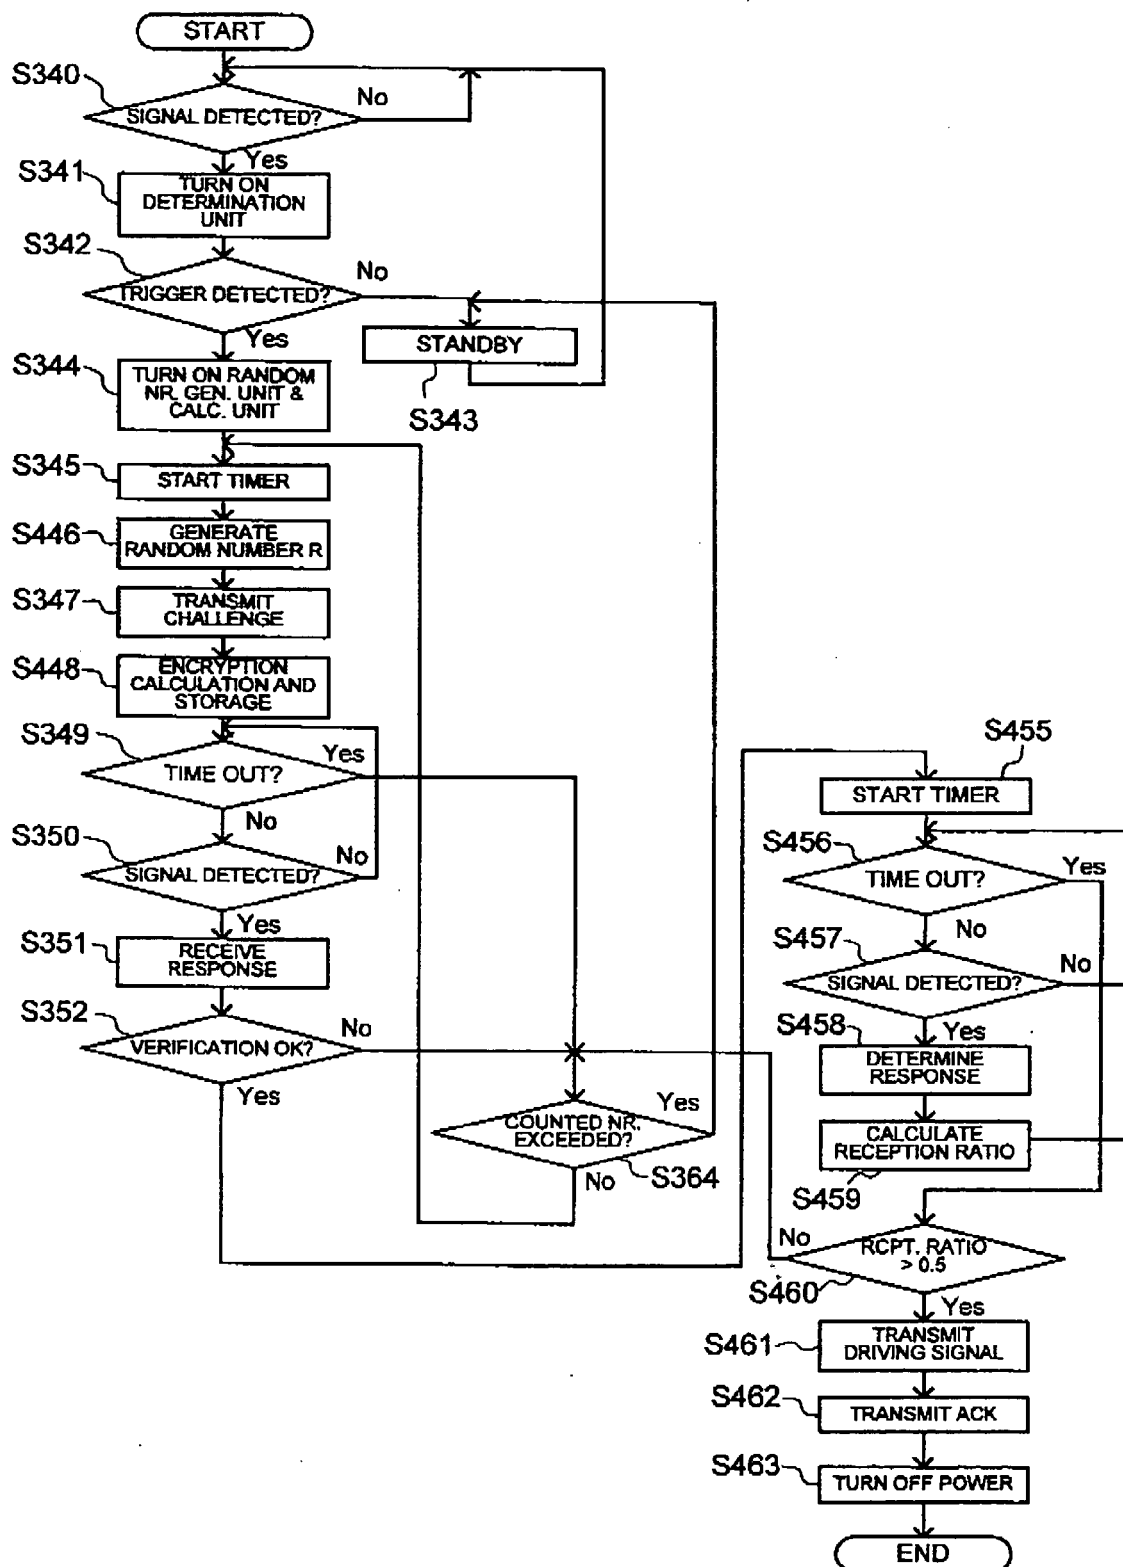 START
S340
SIGNAL DETECTED?
No
Yes
S341
TURN ON
DETERMINATION
UNIT
S342
TRIGGER DETECTED?
No
Yes
STANDBY
S343
S344
TURN ON RANDOM
NR. GEN. UNIT &
CALC. UNIT
S345
START TIMER
S446
GENERATE
RANDOM NUMBER R
S347
TRANSMIT
CHALLENGE
S448
ENCRYPTION
CALCULATION AND
STORAGE
S349
TIME OUT?
Yes
No
S350
SIGNAL DETECTED?
No
Yes
S351
RECEIVE
RESPONSE
S352
VERIFICATION OK?
No
Yes
COUNTED NR.
EXCEEDED?
Yes
No
S364
S455
START TIMER
S456
TIME OUT?
Yes
No
S457
SIGNAL DETECTED?
No
Yes
S458
DETERMINE
RESPONSE
CALCULATE
RECEPTION RATIO
S459
No
RCPT. RATIO
> 0.5
S460
Yes
S461
TRANSMIT
DRIVING SIGNAL
S462
TRANSMIT ACK
S463
TURN OFF POWER
END